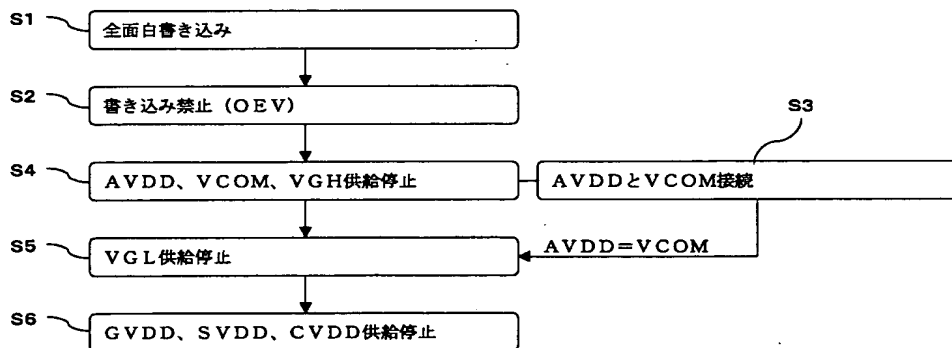 S1
全面白書き込み
S2
書き込み禁止（ＯＥＶ）
S3
S4
ＡＶＤＤ、ＶＣＯＭ、ＶＧＨ供給停止
ＡＶＤＤとＶＣＯＭ接続
S5
ＶＧＬ供給停止
ＡＶＤＤ＝ＶＣＯＭ
S6
ＧＶＤＤ、ＳＶＤＤ、ＣＶＤＤ供給停止